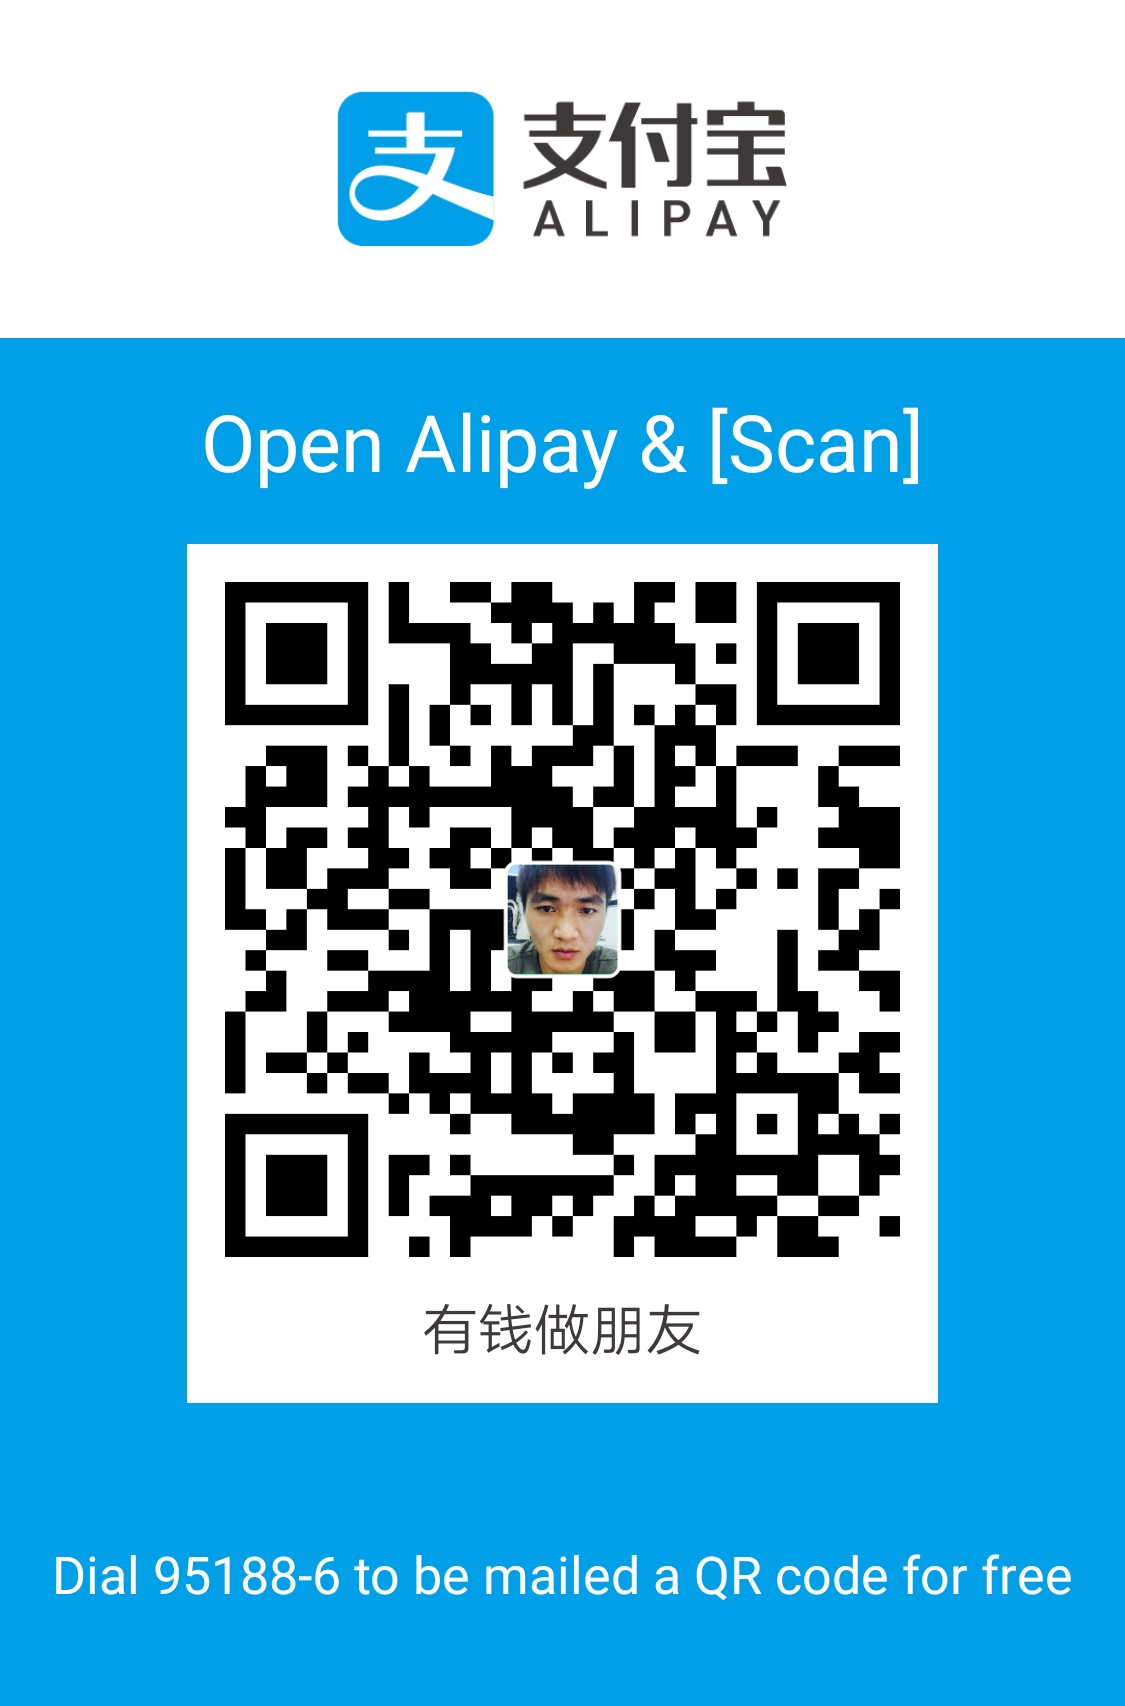 支付宝
ALIPAY
Open Alipay & [Scan]
有钱做朋友
Dial 95188-6 to be mailed a QR code for free